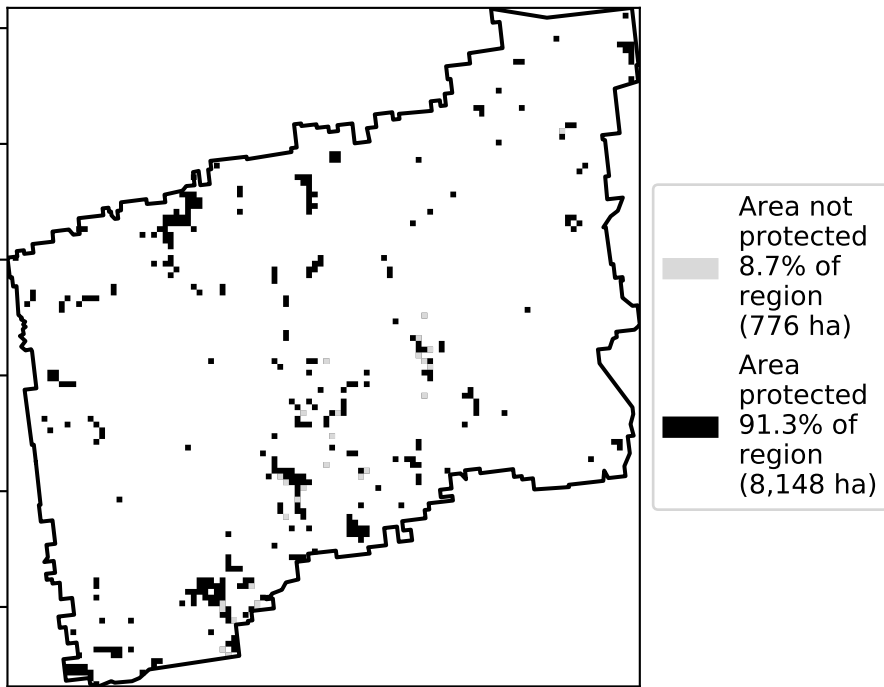 Area not
protected
8.7% of
region
(776 ha)
Area
protected
91.3% of
region
(8,148 ha)